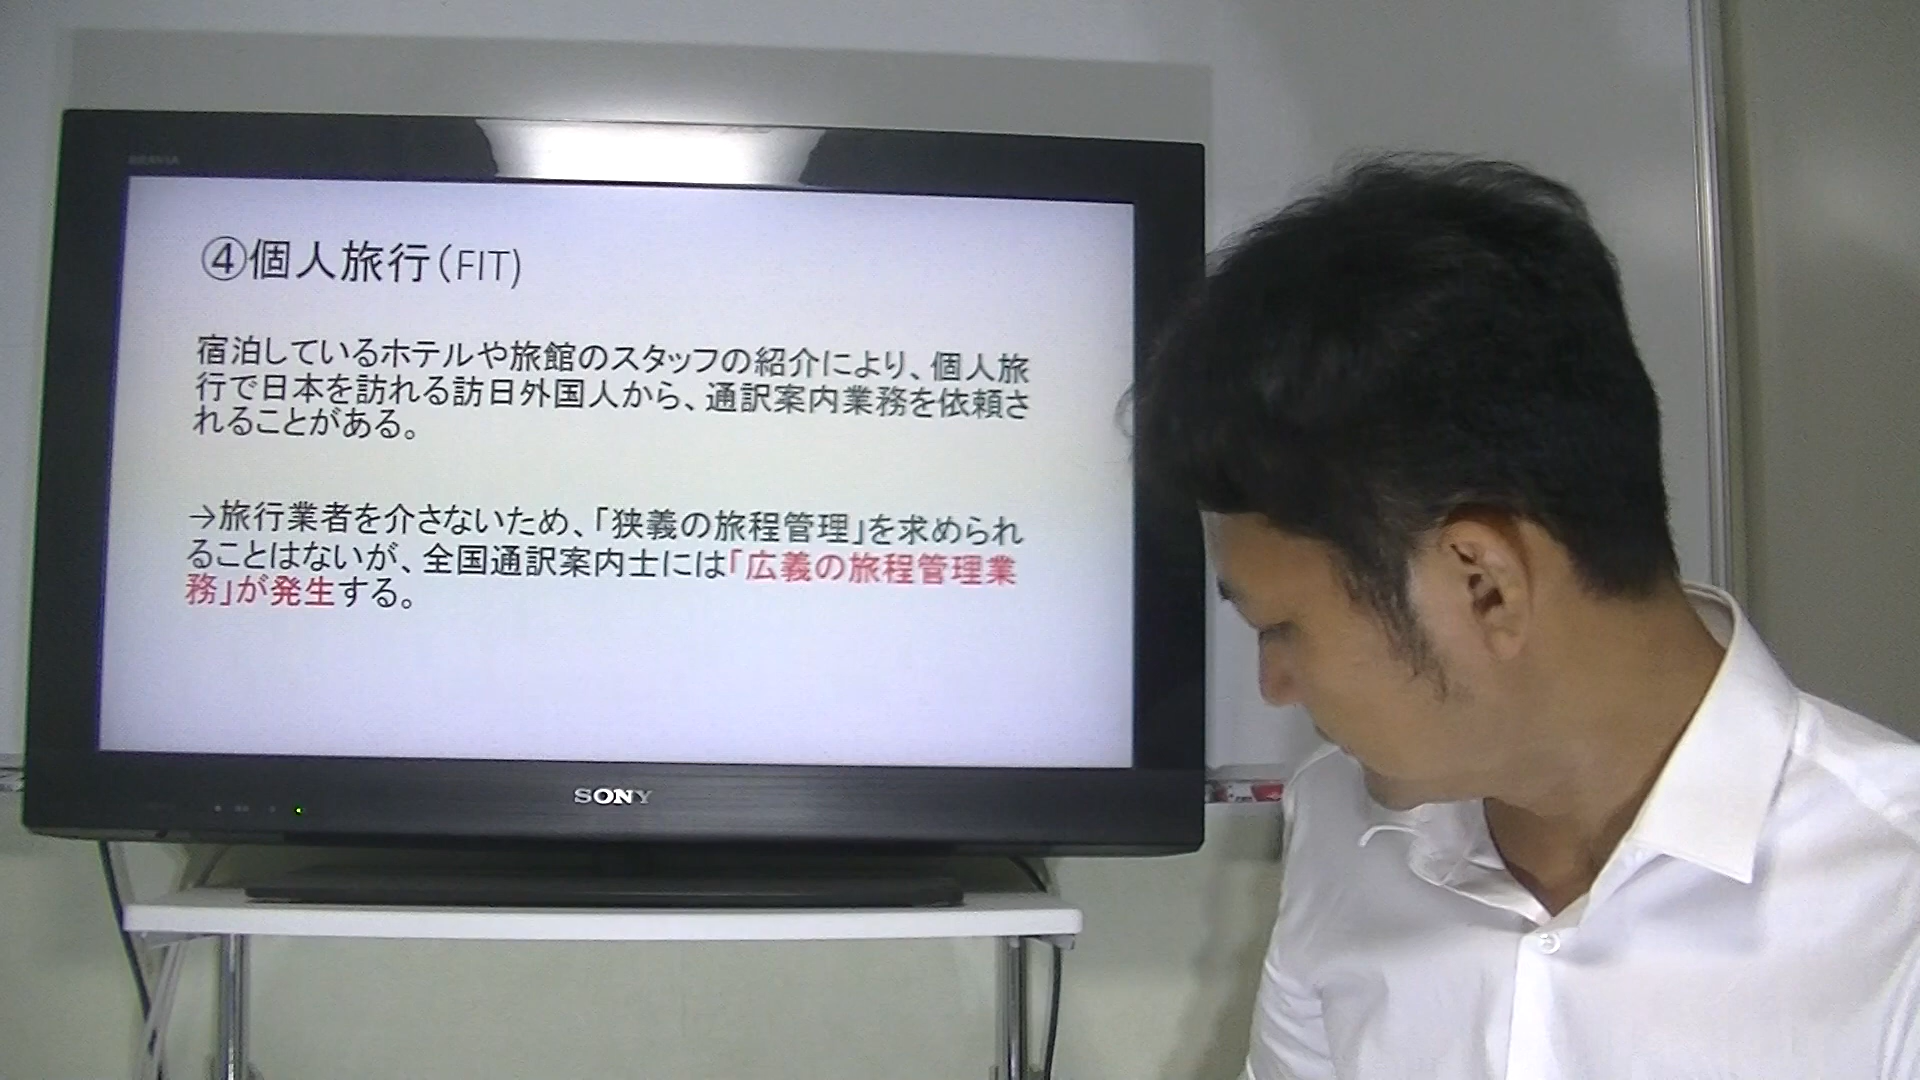 BRAVIA
④個人旅行(FIT)
宿泊しているホテルや旅館のスタッフの紹介により、個人旅
行で日本を訪れる訪日外国人から、通訳案内業務を依頼さ
れることがある。
→旅行業者を介さないため、「狭義の旅程管理」を求められ
ることはないが、全国通訳案内士には「広義の旅程管理業
務」が発生する。
SONY